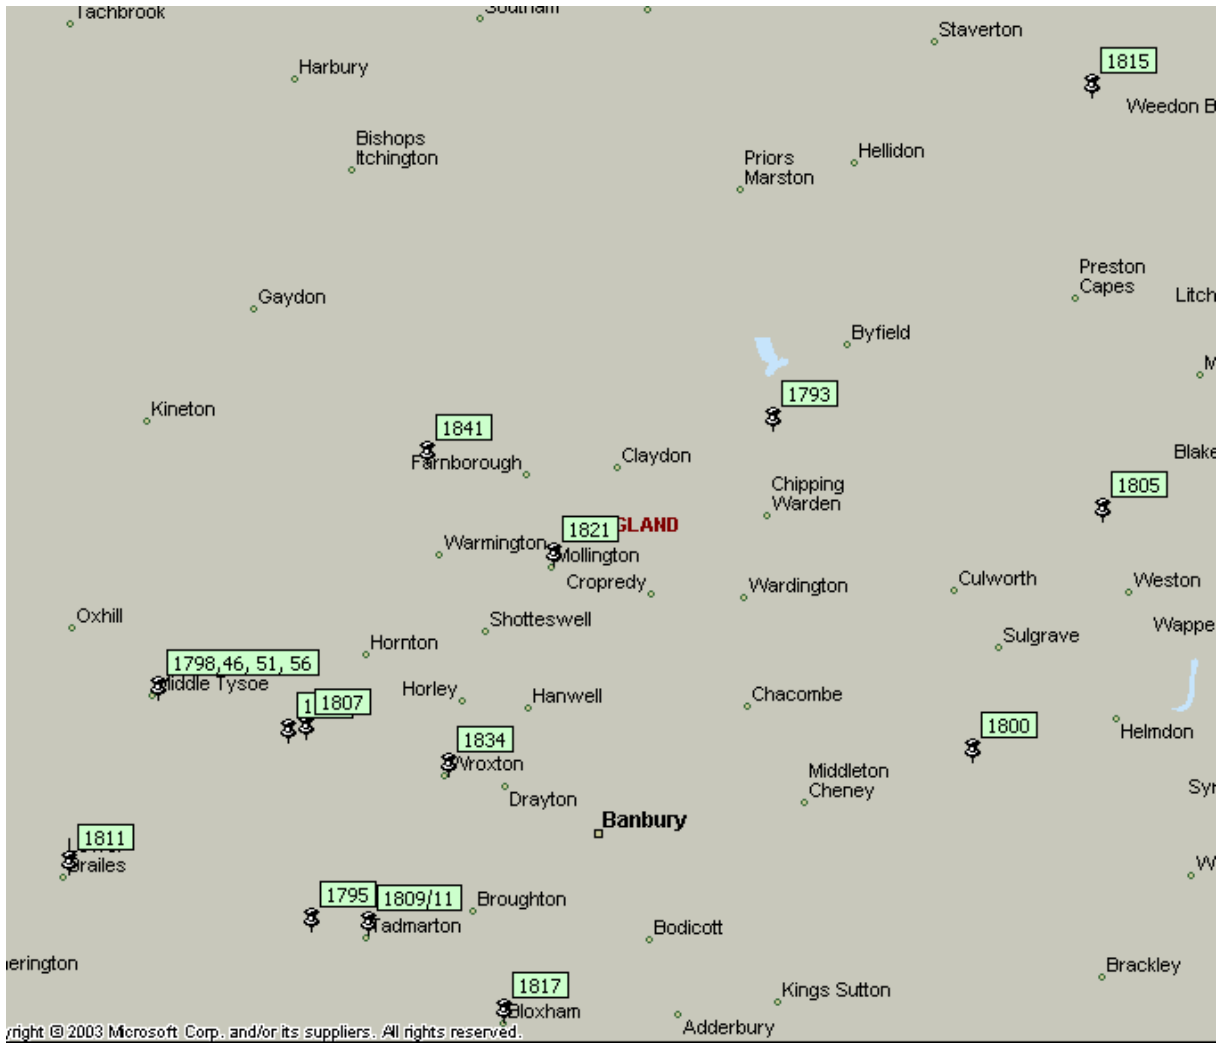 Tachbrook
Southam
Staverton
Harbury
1815
Weedon B
Bishops
Itchington
Hellidon
Priors
Marston
Preston
Capes
Gaydon
Litch
Byfield
M
1793
Kineton
1841
Farnborough
Claydon
Blake
Chipping
Warden
1805
1821
GLAND
Warmington
Mollington
Cropredy
Wardington
Culworth
Weston
Oxhill
Shotteswell
Wappe
Hornton
Sulgrave
1798,46, 51, 56
Middle Tysoe
Horley
Hanwell
Chacombe
1
1807
1800
Helmdon
1834
Wroxton
Middleton
Cheney
Drayton
Syr
Banbury
1811
Brailes
W
1795
1809/11
Broughton
Tadmarton
Bodicott
erington
Brackley
1817
Bloxham
Kings Sutton
Adderbury
yright © 2003 Microsoft Corp. and/or its suppliers. All rights reserved.